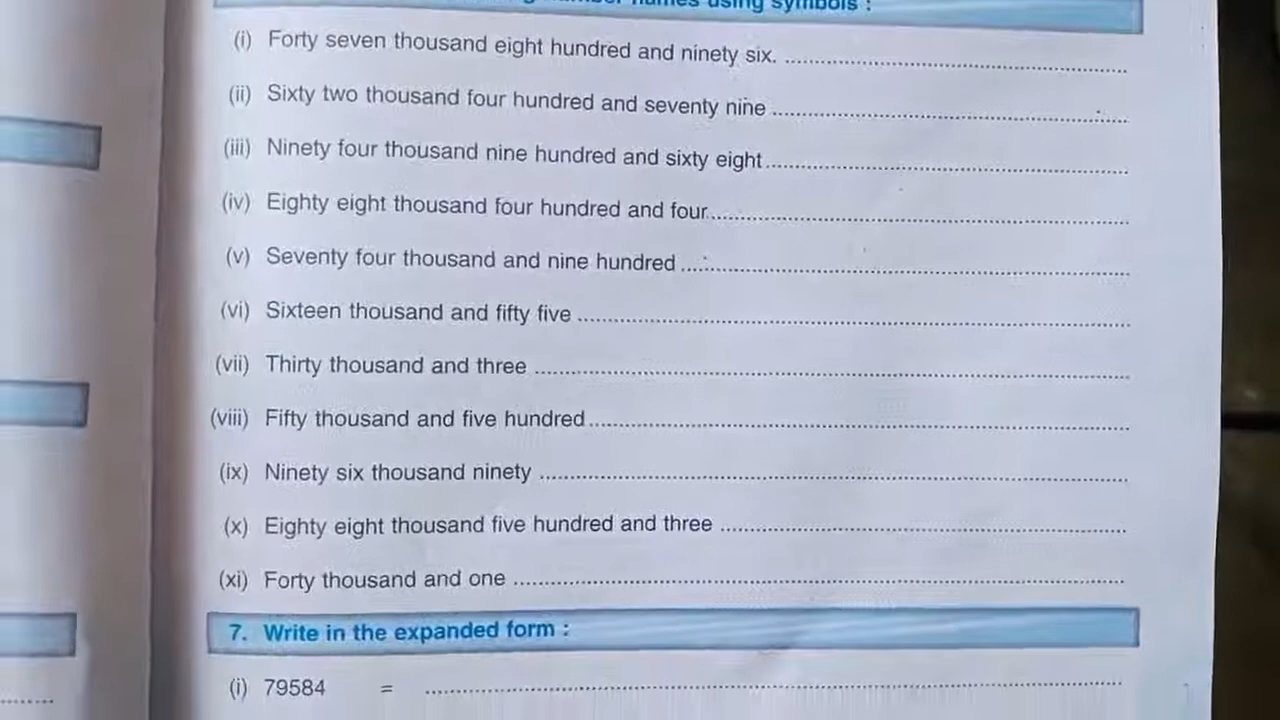 names using symbols :
(i) Forty seven thousand eight hundred and ninety six. ..........
(ii) Sixty two thousand four hundred and seventy nine ..........
(iii) Ninety four thousand nine hundred and sixty eight ..........
(iv) Eighty eight thousand four hundred and four ..........
(v) Seventy four thousand and nine hundred ..........
(vi) Sixteen thousand and fifty five ..........
(vii) Thirty thousand and three ..........
(viii) Fifty thousand and five hundred ..........
(ix) Ninety six thousand ninety ..........
(x) Eighty eight thousand five hundred and three ..........
(xi) Forty thousand and one ..........
7. Write in the expanded form :
(i) 79584 = ..........